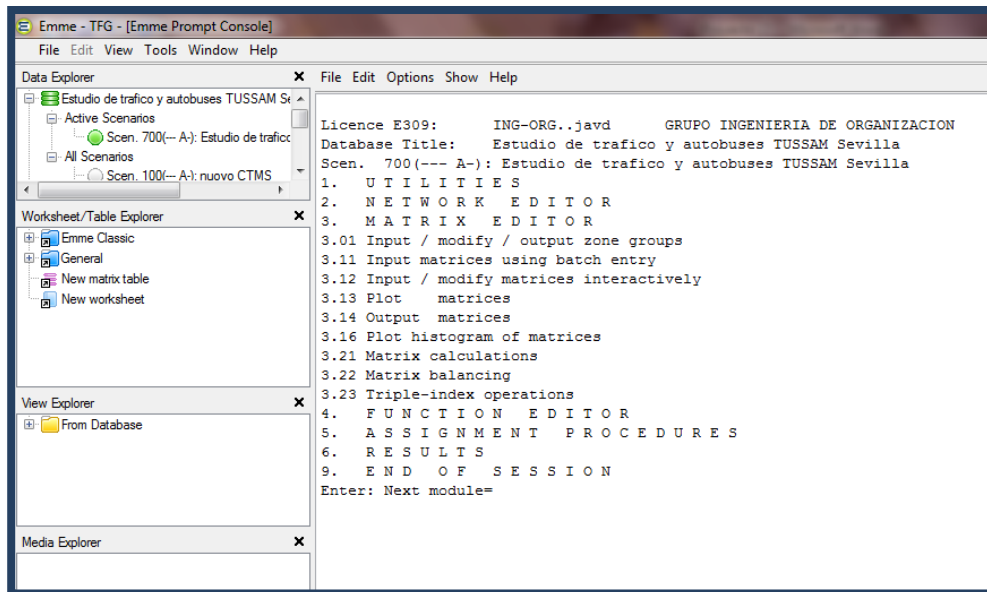 Emme - TFG - [Emme Prompt Console]
File Edit View Tools Window Help
Data Explorer
Estudio de trafico y autobuses TUSSAM Se
Active Scenarios
Scen. 700(--- A-): Estudio de trafico
All Scenarios
Scen. 100(--- A-): nuovo CTMS
Worksheet/Table Explorer
Emme Classic
General
New matrix table
New worksheet
View Explorer
From Database
Media Explorer
File Edit Options Show Help
Licence E309: ING-ORG..javd GRUPO INGENIERIA DE ORGANIZACION
Database Title: Estudio de trafico y autobuses TUSSAM Sevilla
Scen. 700(--- A-): Estudio de trafico y autobuses TUSSAM Sevilla
1. U T I L I T I E S
2. N E T W O R K E D I T O R
3. M A T R I X E D I T O R
3.01 Input / modify / output zone groups
3.11 Input matrices using batch entry
3.12 Input / modify matrices interactively
3.13 Plot matrices
3.14 Output matrices
3.16 Plot histogram of matrices
3.21 Matrix calculations
3.22 Matrix balancing
3.23 Triple-index operations
4. F U N C T I O N E D I T O R
5. A S S I G N M E N T P R O C E D U R E S
6. R E S U L T S
9. E N D O F S E S S I O N
Enter: Next module=